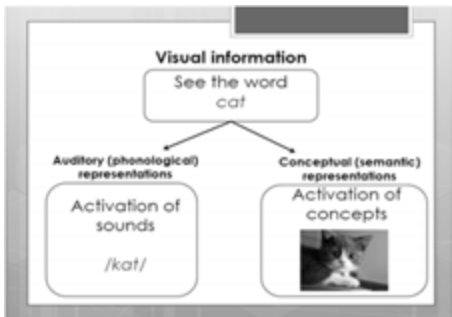 Visual information
See the word
cat
Auditory (phonological)
representations
Activation of
sounds
/kat/
Conceptual (semantic)
representations
Activation of
concepts